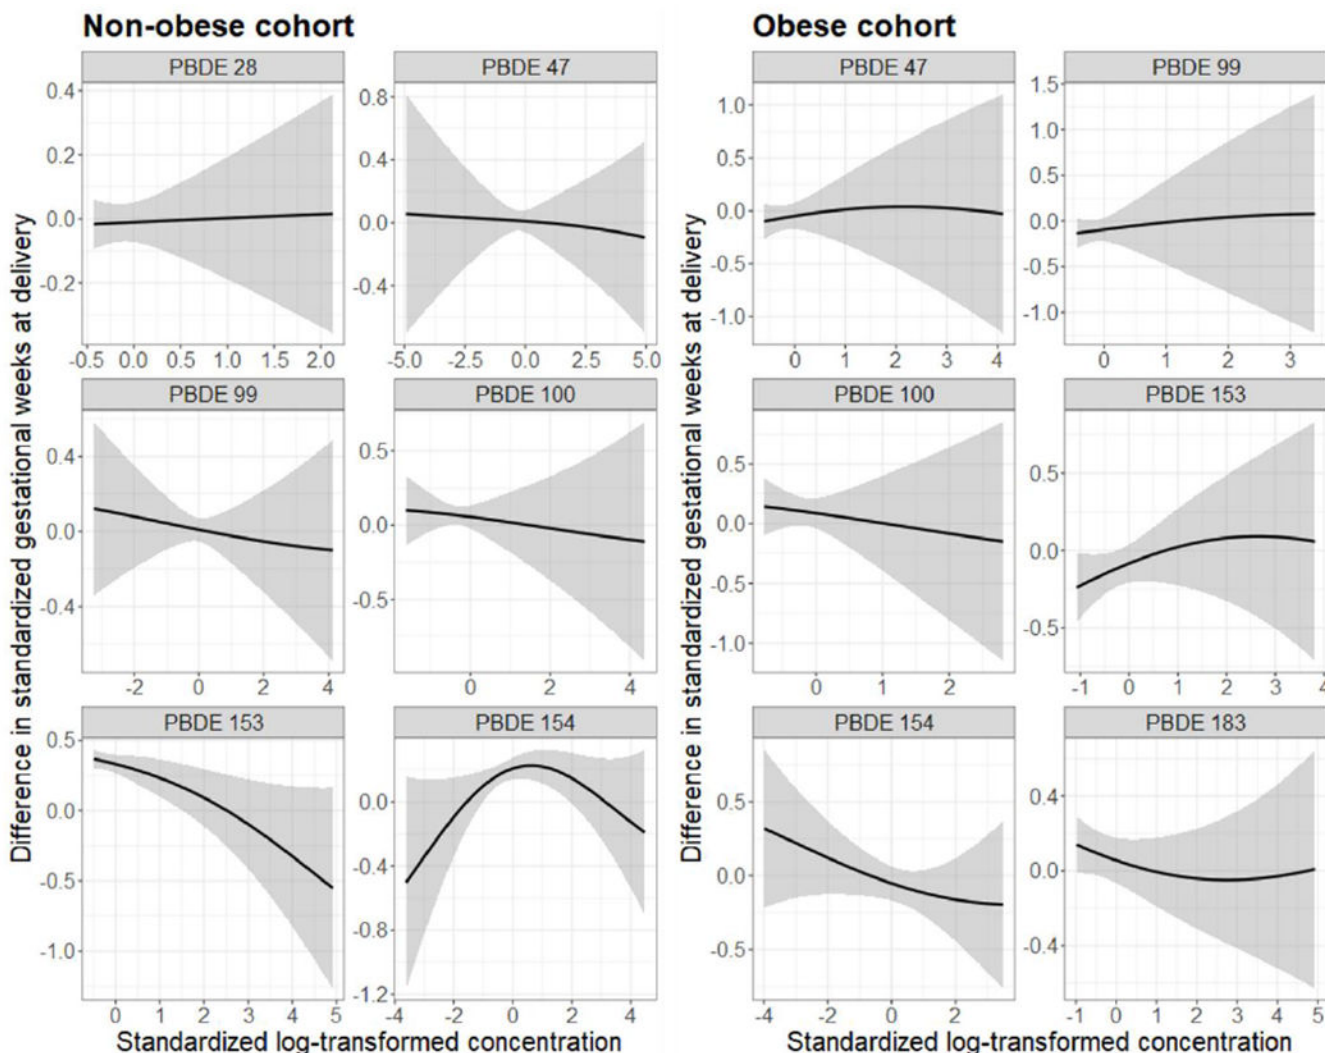 Non-obese cohort
Obese cohort
PBDE 28
PBDE 47
PBDE 47
PBDE 99
0.4
0.2
0.0
-0.2
0.8
0.4
0.0
-0.4
1.0
0.5
0.0
-0.5
-1.0
1.5
1.0
0.5
0.0
-0.5
-1.0
-0.5 0.0 0.5 1.0 1.5 2.0
-5.0 -2.5 0.0 2.5 5.0
0 1 2 3 4
0 1 2 3
PBDE 99
PBDE 100
PBDE 100
PBDE 153
0.4
0.0
-0.4
0.5
0.0
-0.5
0.5
0.0
-0.5
-1.0
0.5
0.0
-0.5
-2 0 2 4
0 2 4
0 1 2
-1 0 1 2 3 4
PBDE 153
PBDE 154
PBDE 154
PBDE 183
0.5
0.0
-0.5
-1.0
0.0
-0.4
-0.8
-1.2
0.5
0.0
-0.5
0.4
0.0
-0.4
0 1 2 3 4 5
-4 -2 0 2 4
-4 -2 0 2
-1 0 1 2 3 4 5
Difference in standardized gestational weeks at delivery
Difference in standardized gestational weeks at delivery
Standardized log-transformed concentration
Standardized log-transformed concentration